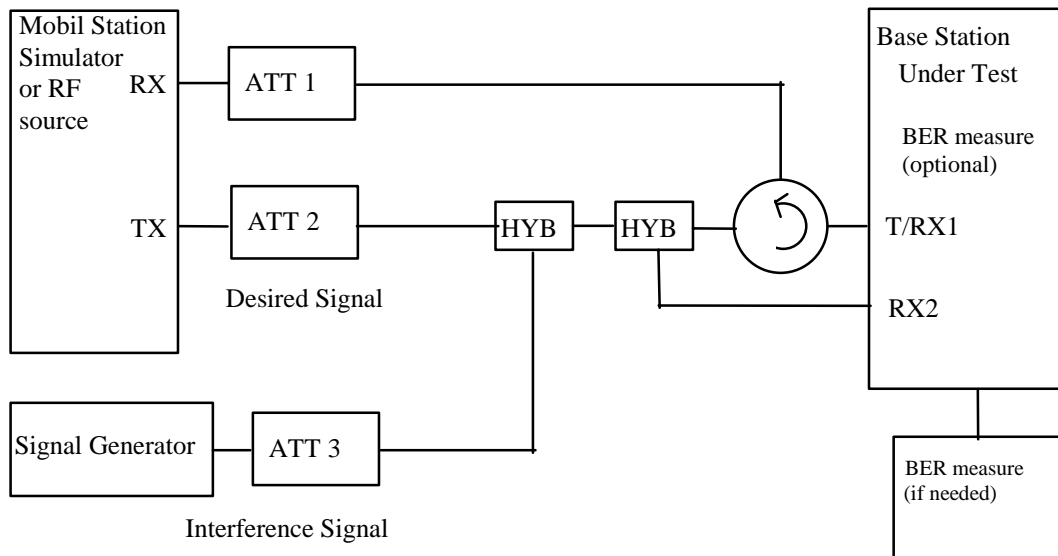 Mobil Station
Simulator
or RF
source
RX
ATT 1
TX
ATT 2
Desired Signal
HYB
HYB
Base Station
Under Test
BER measure
(optional)
T/RX1
RX2
Signal Generator
ATT 3
Interference Signal
BER measure
(if needed)